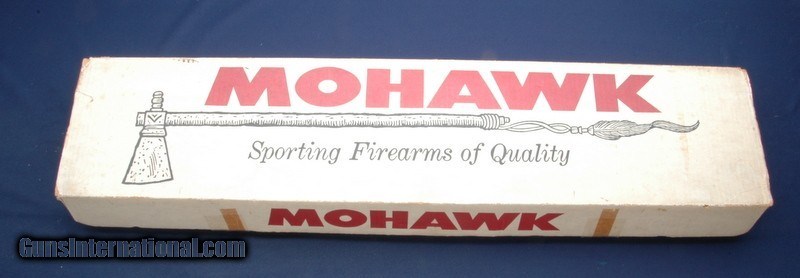 MOHAWK
Sporting Firearms of Quality
MOHAWK
GunsInternational.com